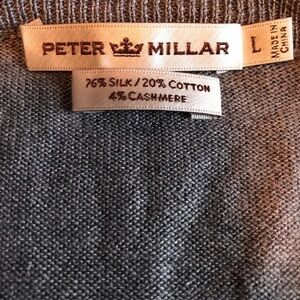 PETER MILLAR
L
MADE IN
CHINA
76% SILK/20% COTTON
4% CASHMERE